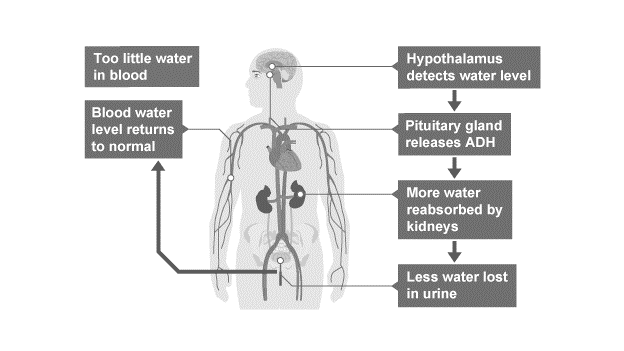 Too little water
in blood
Hypothalamus
detects water level
Pituitary gland
releases ADH
More water
reabsorbed by
kidneys
Less water lost
in urine
Blood water
level returns
to normal